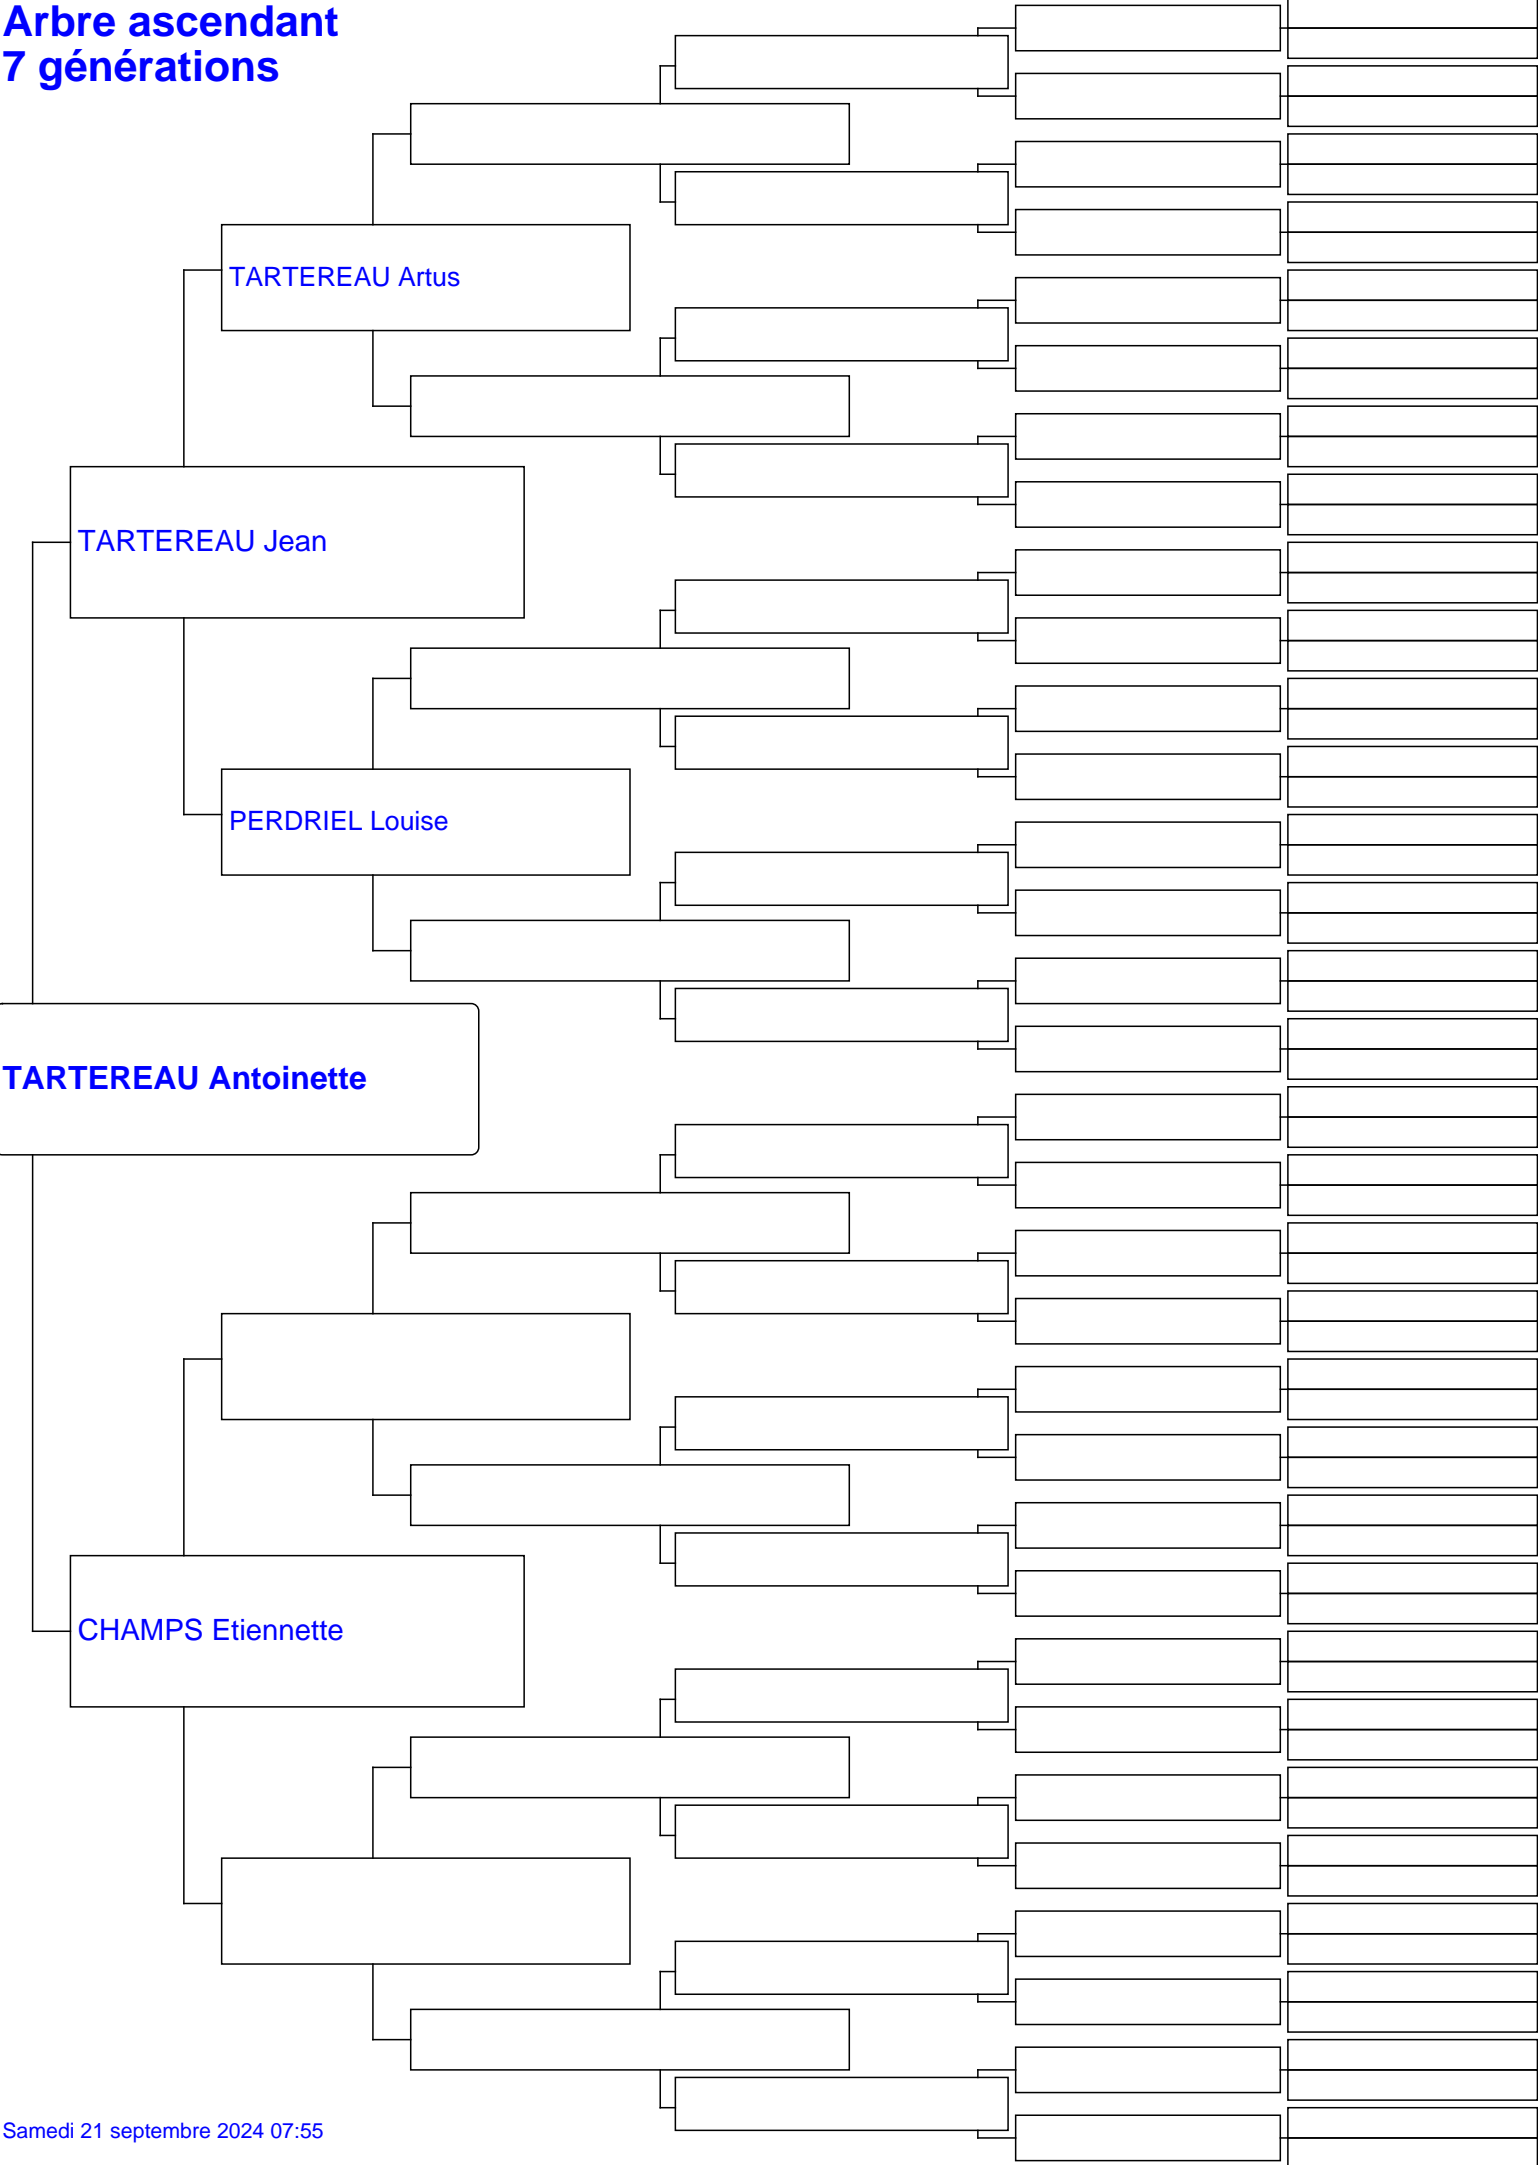 Arbre ascendant
7 générations
TARTEREAU Artus
TARTEREAU Jean
PERDRIEL Louise
TARTEREAU Antoinette
CHAMPS Etiennette
Samedi 21 septembre 2024 07:55